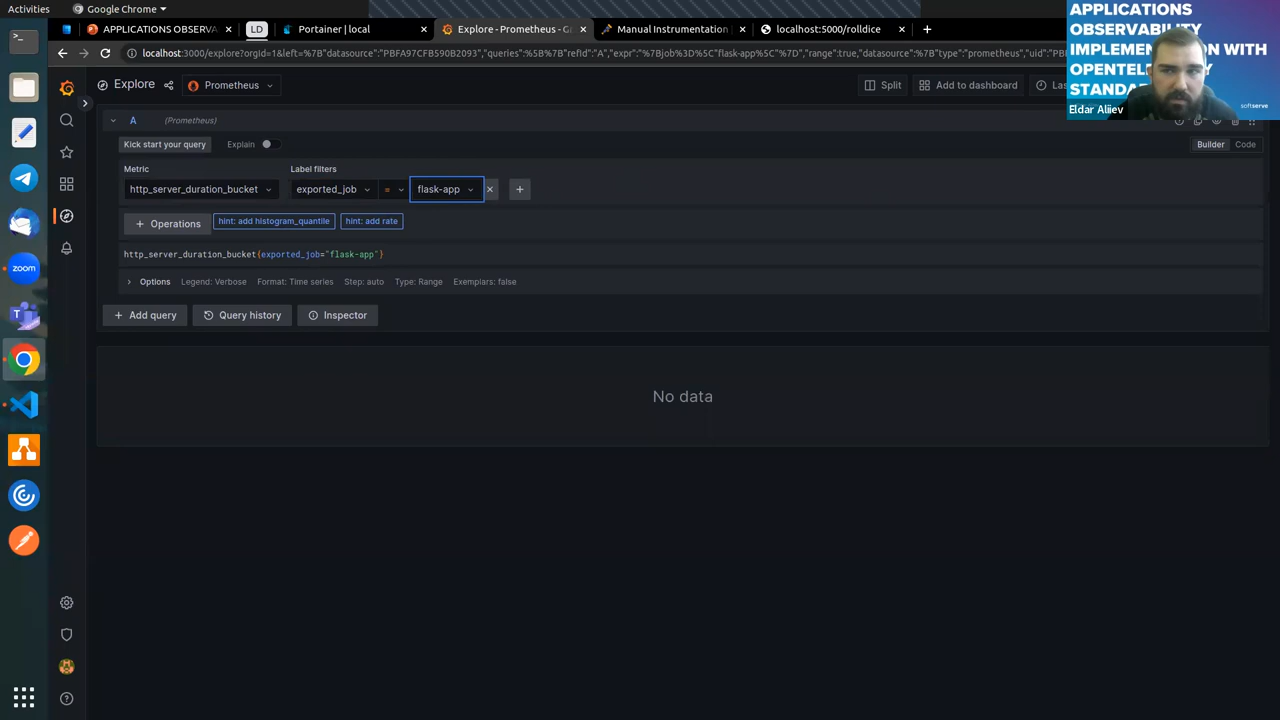 Activities
Google Chrome
APPLICATIONS OBSERVA
LD
Portainer | local
Explore - Prometheus - G
Manual Instrumentation
localhost:5000/rolldice
localhost:3000/explore?orgId=1&left=%7B"datasource":"PBFA97CFB590B2093","queries":%5B%7B"refId":"A","expr":"%7Bjob%3D%5C"flask-app%5C"%7D","range":true,"datasource":%7B"type":"prometheus","uid":"PB
Explore
Prometheus
Split
Add to dashboard
A
(Prometheus)
Kick start your query
Explain
Builder
Code
Metric
Label filters
http_server_duration_bucket
exported_job
=
flask-app
Operations
hint: add histogram_quantile
hint: add rate
http_server_duration_bucket{exported_job="flask-app"}
Options
Legend: Verbose
Format: Time series
Step: auto
Type: Range
Exemplars: false
Add query
Query history
Inspector
No data
zoom
APPLICATIONS
OBSERVABILITY
WITH
Eldar Aliiev
softserve